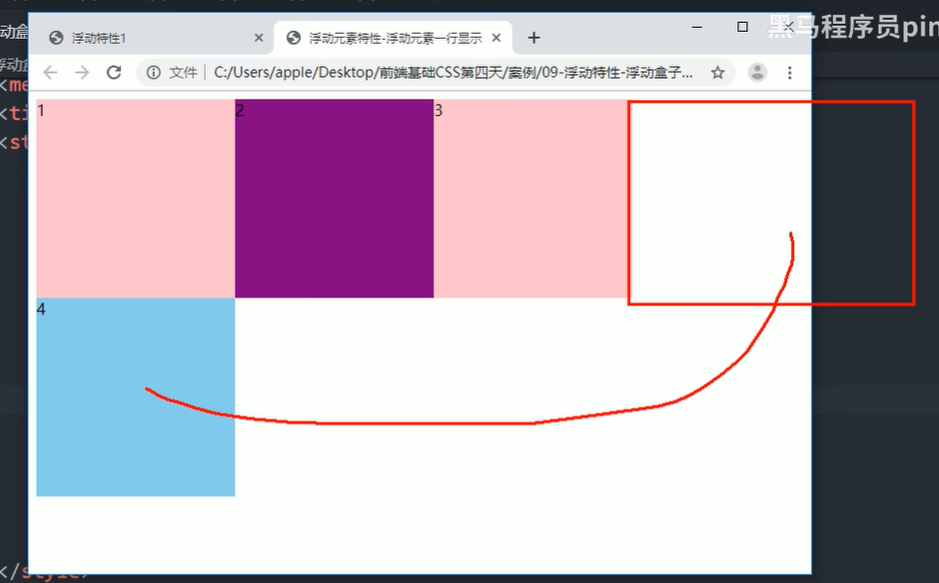 黑马程序员pin
浮动特性1
浮动元素特性-浮动元素一行显示
文件
C:/Users/apple/Desktop/前端基础CSS第四天/案例/09-浮动特性-浮动盒子...
动盒
浮动盒
<me
<ti
<st
1
2
3
4
</style>